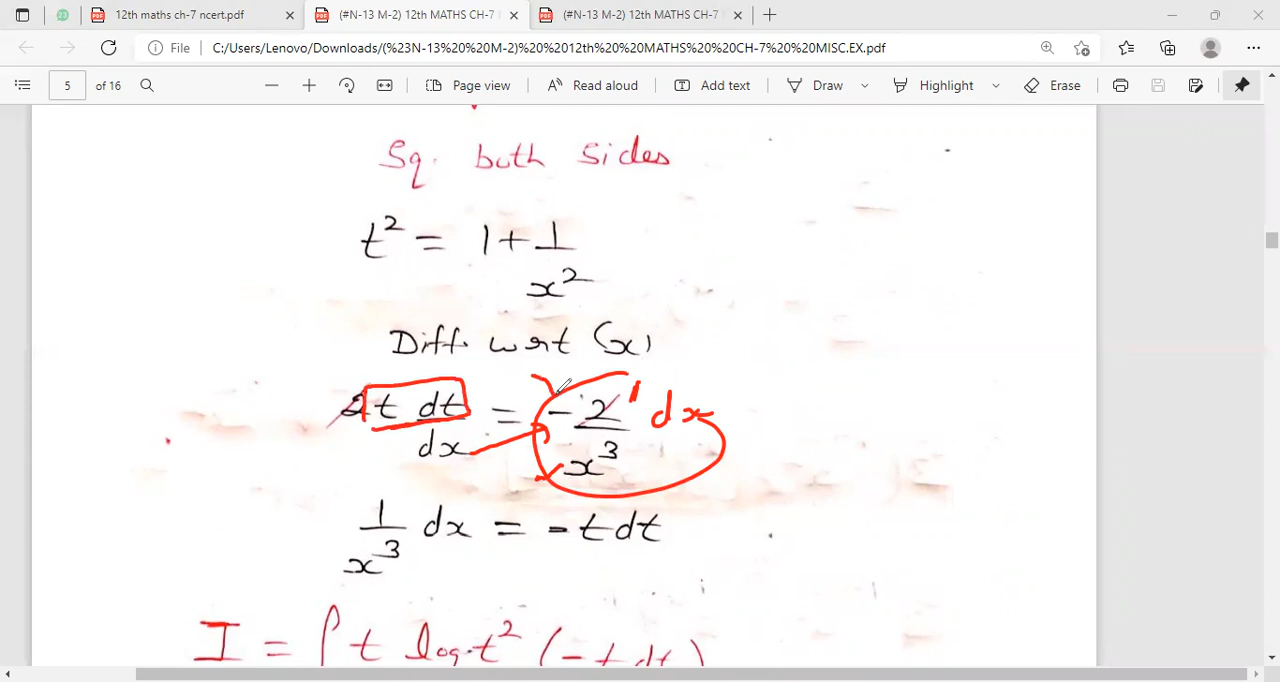 12th maths ch-7 ncert.pdf
(#N-13 M-2) 12th MATHS CH-7
(#N-13 M-2) 12th MATHS CH-7
File
C:/Users/Lenovo/Downloads/(%23N-13%20%20M-2)%20%2012th%20%20MATHS%20%20CH-7%20%20MISC.EX.pdf
5 of 16
Page view
Read aloud
Add text
Draw
Highlight
Erase
Sq. both sides
t² = 1 + 1/x²
Diff. wrt (x)
2t dt/dx = -2/x³ 1 dx
1/x³ dx = -t dt
I = ∫ t log t² (-t dt)